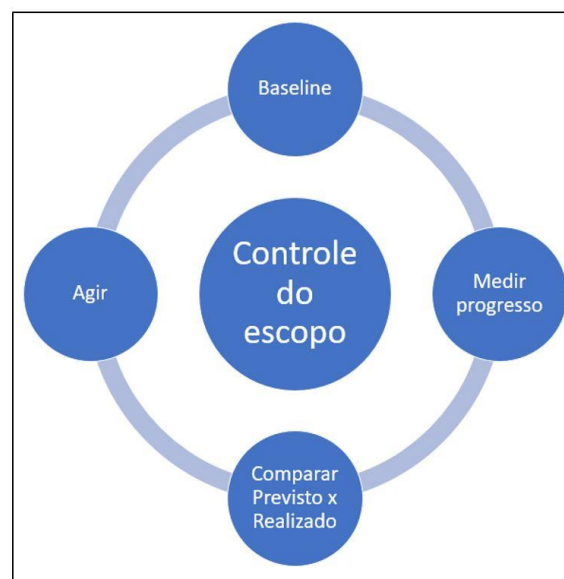 Baseline
Controle
do
escopo
Agir
Medir
progresso
Comparar
Previsto x
Realizado